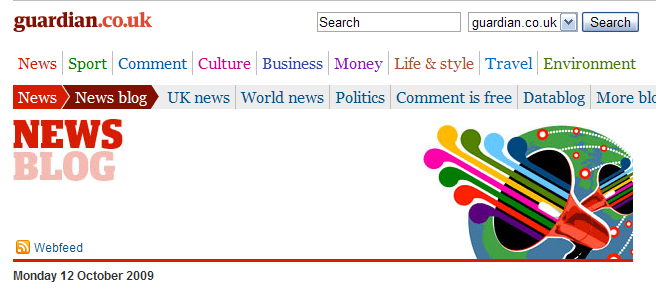 guardian.co.uk Search guardian.co.uk Search
News Sport Comment Culture Business Money Life & style Travel Environment
News News blog UK news World news Politics Comment is free Datablog More blo
NEWS
BLOG
Webfeed
Monday 12 October 2009